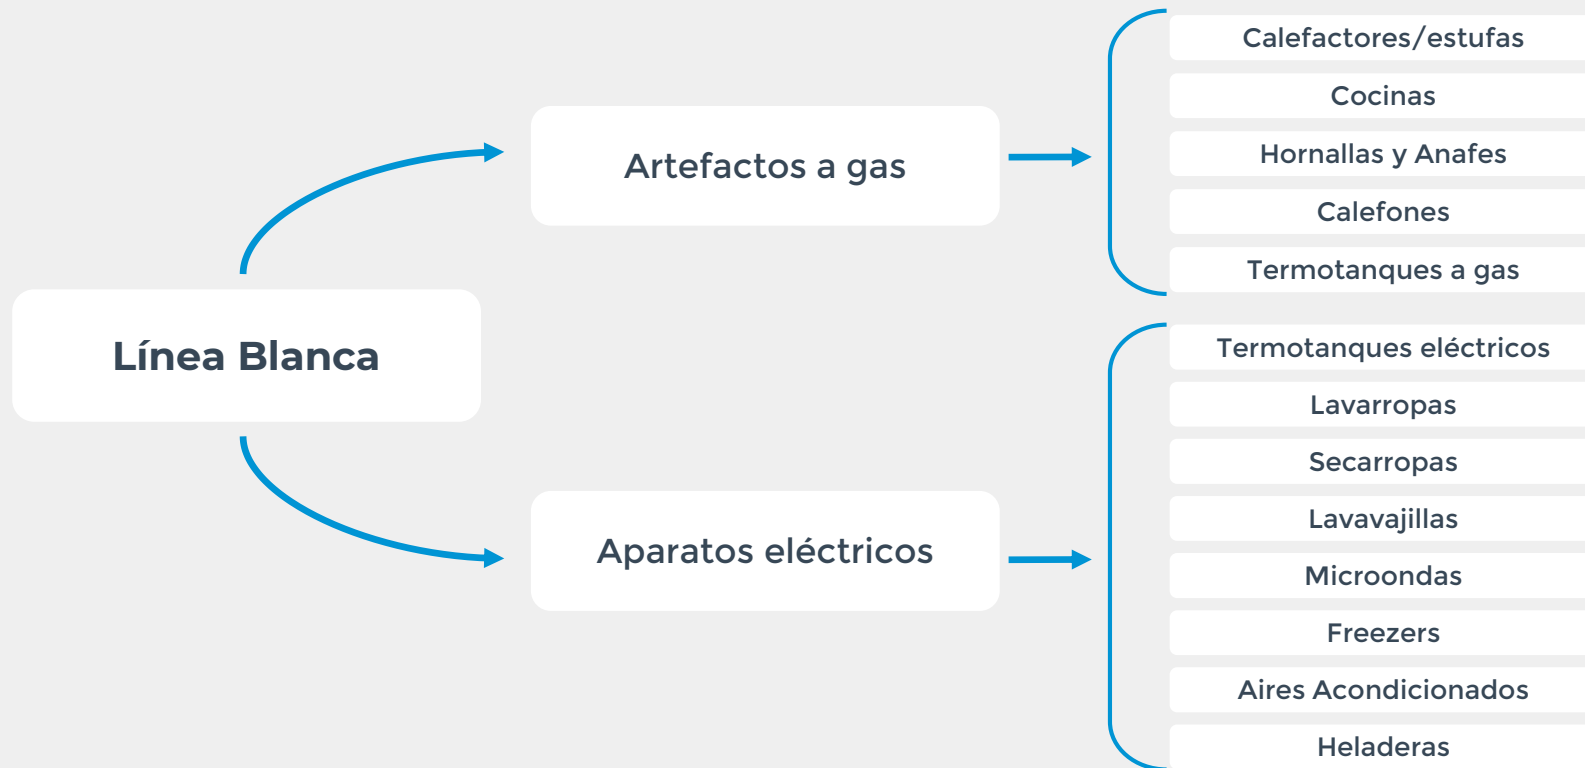 Línea Blanca
Artefactos a gas
Calefactores/estufas
Cocinas
Hornallas y Anafes
Calefones
Termotanques a gas
Aparatos eléctricos
Termotanques eléctricos
Lavarropas
Secarropas
Lavavajillas
Microondas
Freezers
Aires Acondicionados
Heladeras